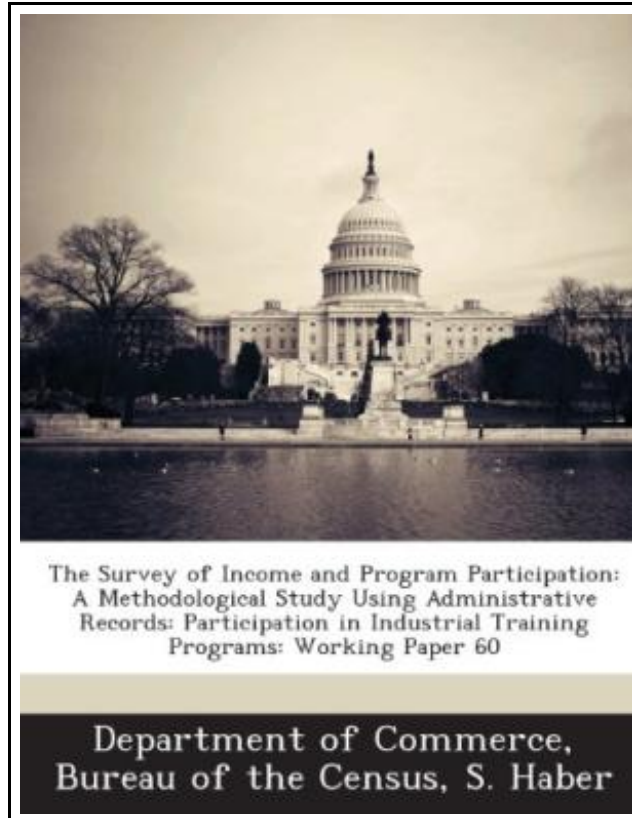 The Survey of Income and Program Participation:
A Methodological Study Using Administrative
Records: Participation in Industrial Training
Programs: Working Paper 60
Department of Commerce,
Bureau of the Census, S. Haber